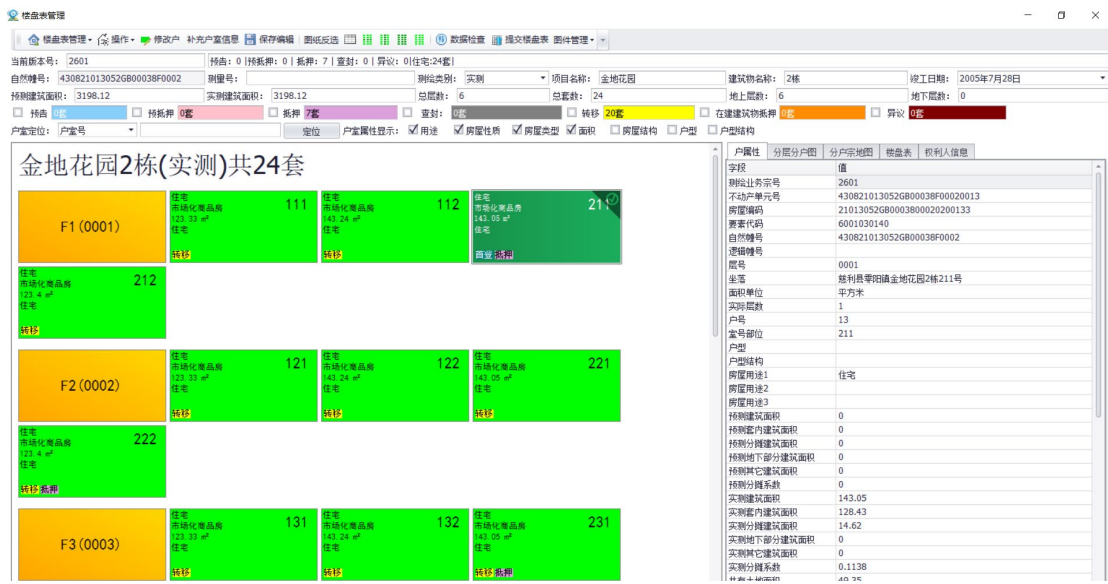 楼盘表管理
楼盘表管理 操作 修改户 补充户室信息 保存编辑 图纸反选 数据检查 提交楼盘表 图件管理
当前版本号: 2601 预告: 0 |预抵押: 0 | 抵押: 7 | 查封: 0 | 异议: 0|住宅:24套|
自然幢号: 430821013052GB00038F0002 测量号: 测绘类别: 实测 项目名称: 金地花园 建筑物名称: 2栋 竣工日期: 2005年7月28日
预测建筑面积: 3198.12 实测建筑面积: 3198.12 总层数: 6 总套数: 24 地上层数: 6 地下层数: 0
预告 0套 预抵押 0套 抵押 7套 查封: 0套 转移 20套 在建建筑物抵押 0套 异议 0套
户室定位: 户室号 定位 户室属性显示: 用途 房屋性质 房屋类型 面积 房屋结构 户型 户型结构
金地花园2栋(实测)共24套
F1(0001)
住宅
市场化商品房
123.33 m²
住宅
111
转移
住宅
市场化商品房
143.24 m²
住宅
112
转移
住宅
市场化商品房
143.05 m²
住宅
211
抵押
住宅
市场化商品房
123.4 m²
住宅
212
转移
F2(0002)
住宅
市场化商品房
123.33 m²
住宅
121
转移
住宅
市场化商品房
143.24 m²
住宅
122
转移
住宅
市场化商品房
143.05 m²
住宅
221
转移
住宅
市场化商品房
123.4 m²
住宅
222
转移 抵押
F3(0003)
住宅
市场化商品房
123.33 m²
住宅
131
转移
住宅
市场化商品房
143.24 m²
住宅
132
转移
住宅
市场化商品房
143.05 m²
住宅
231
转移 抵押
户属性 分层分户图 分户宗地图 楼盘表 权利人信息
字段 值
测绘业务宗号 2601
不动产单元号 430821013052GB00038F00020013
房屋编码 21013052GB0003800020200133
要素代码 6001030140
自然幢号 430821013052GB00038F0002
逻辑幢号
层号 0001
坐落 慈利县零阳镇金地花园2栋211号
面积单位 平方米
实际层数 1
户号 13
室号部位 211
户型
户型结构
房屋用途1 住宅
房屋用途2
房屋用途3
预测建筑面积 0
预测套内建筑面积 0
预测分摊建筑面积 0
预测地下部分建筑面积 0
预测其它建筑面积 0
预测分摊系数 0
实测建筑面积 143.05
实测套内建筑面积 128.43
实测分摊建筑面积 14.62
实测地下部分建筑面积 0
实测其它建筑面积 0
实测分摊系数 0.1138
共有土地面积 49.35